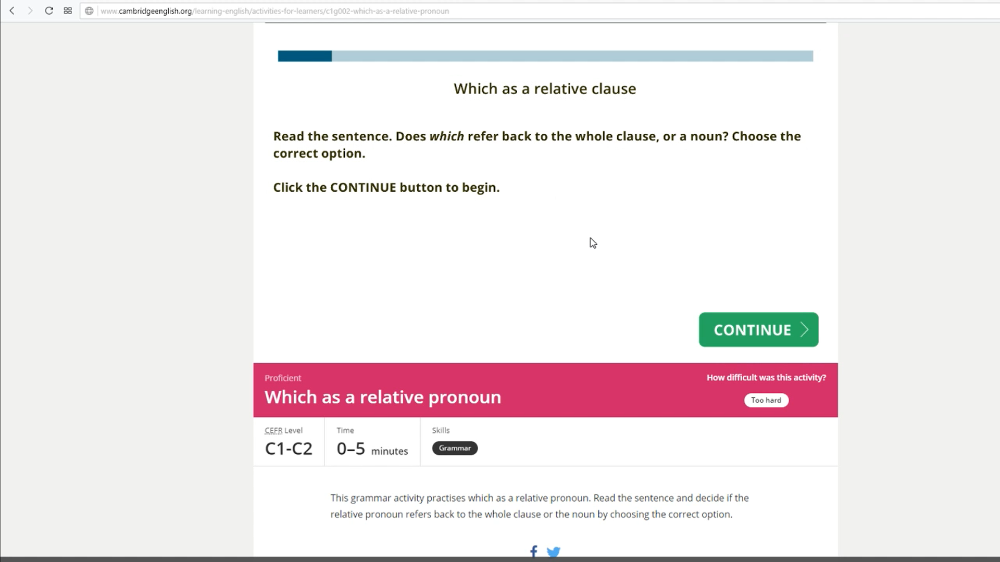 www.cambridgeenglish.org/learning-english/activities-for-learners/c1g002-which-as-a-relative-pronoun
Which as a relative clause
Read the sentence. Does which refer back to the whole clause, or a noun? Choose the
correct option.
Click the CONTINUE button to begin.
CONTINUE
Proficient
How difficult was this activity?
Which as a relative pronoun
Too hard
CEFR Level
Time
Skills
C1-C2
0–5 minutes
Grammar
This grammar activity practises which as a relative pronoun. Read the sentence and decide if the
relative pronoun refers back to the whole clause or the noun by choosing the correct option.